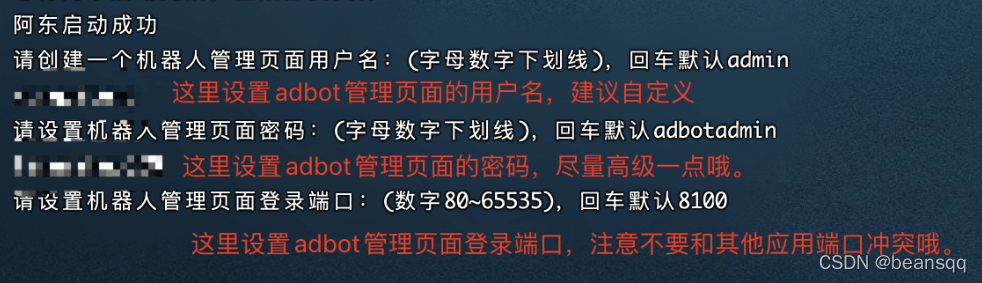 阿东启动成功
请创建一个机器人管理页面用户名：(字母数字下划线)，回车默认admin
这里设置adbot管理页面的用户名，建议自定义
请设置机器人管理页面密码：(字母数字下划线)，回车默认adbotadmin
这里设置adbot管理页面的密码，尽量高级一点哦。
请设置机器人管理页面登录端口：(数字80~65535)，回车默认8100
这里设置adbot管理页面登录端口，注意不要和其他应用端口冲突哦。
CSDN @beansqq